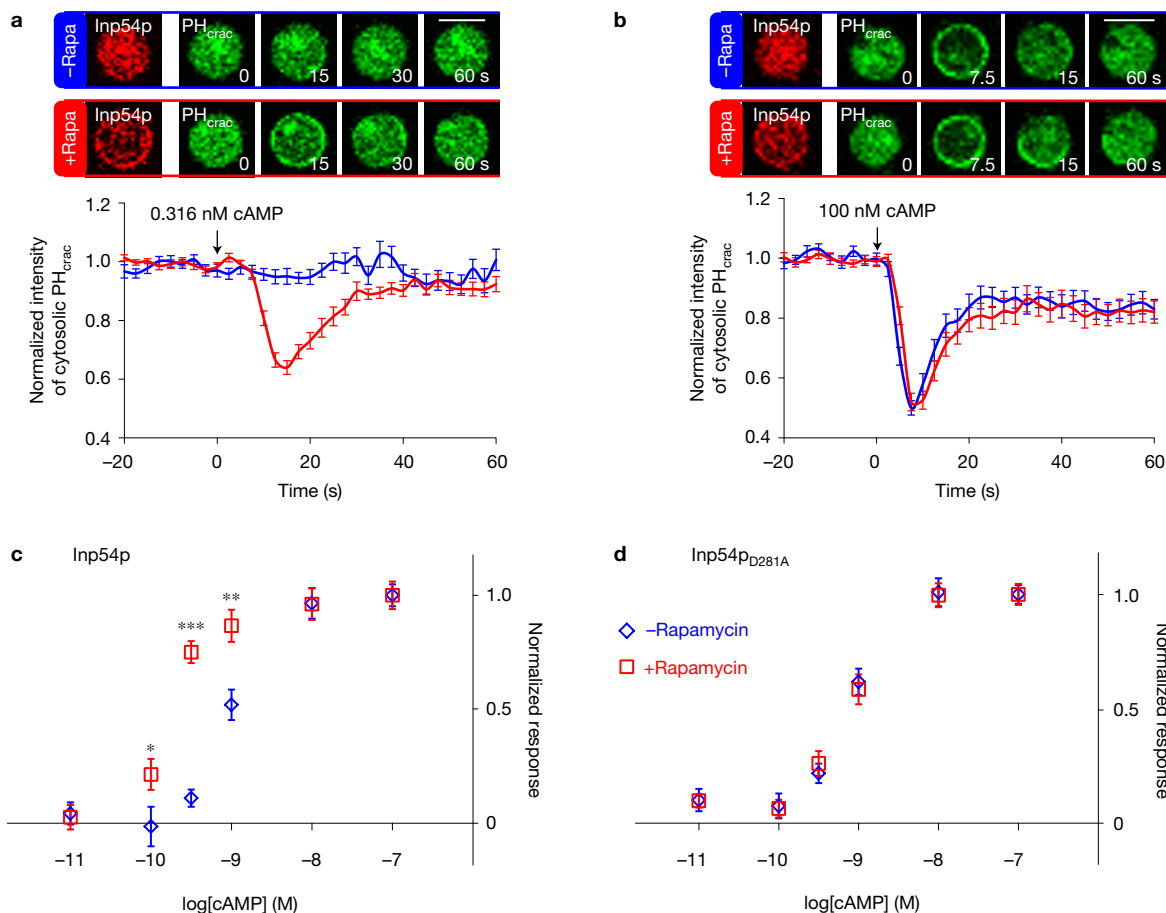 a
−Rapa
Inp54p
PHcrac
0
15
30
60 s
+Rapa
Inp54p
PHcrac
0
15
30
60 s
Normalized intensity
of cytosolic PHcrac
1.2
1.0
0.8
0.6
0.4
0.316 nM cAMP
−20
0
20
40
60
Time (s)
b
−Rapa
Inp54p
PHcrac
0
7.5
15
60 s
+Rapa
Inp54p
PHcrac
0
7.5
15
60 s
Normalized intensity
of cytosolic PHcrac
1.2
1.0
0.8
0.6
0.4
100 nM cAMP
−20
0
20
40
60
Time (s)
c
Inp54p
*
***
**
1.0
0.5
0
Normalized response
−11
−10
−9
−8
−7
log[cAMP] (M)
d
Inp54pD281A
−Rapamycin
+Rapamycin
1.0
0.5
0
Normalized response
−11
−10
−9
−8
−7
log[cAMP] (M)